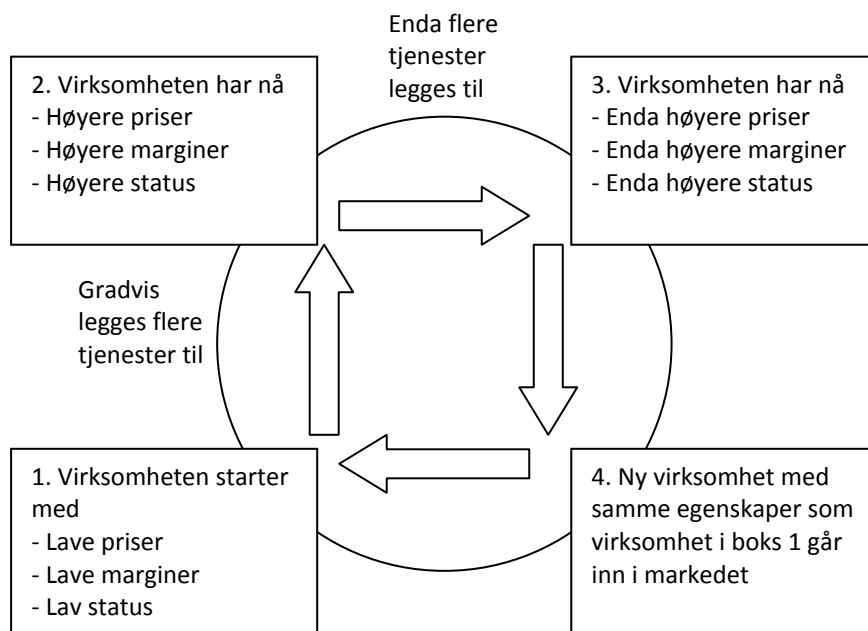 Enda flere
tjenester
legges til
2. Virksomheten har nå
- Høyere priser
- Høyere marginer
- Høyere status
3. Virksomheten har nå
- Enda høyere priser
- Enda høyere marginer
- Enda høyere status
Gradvis
legges flere
tjenester til
1. Virksomheten starter
med
- Lave priser
- Lave marginer
- Lav status
4. Ny virksomhet med
samme egenskaper som
virksomhet i boks 1 går
inn i markedet